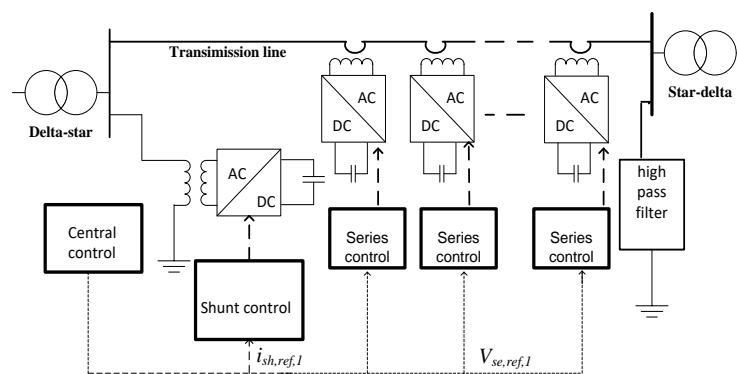 Transimission line
Delta-star
Star-delta
AC
DC
AC
DC
AC
DC
AC
DC
high
pass
filter
Central
control
Shunt control
Series
control
Series
control
Series
control
i_{sh,ref,1}
V_{se,ref,1}